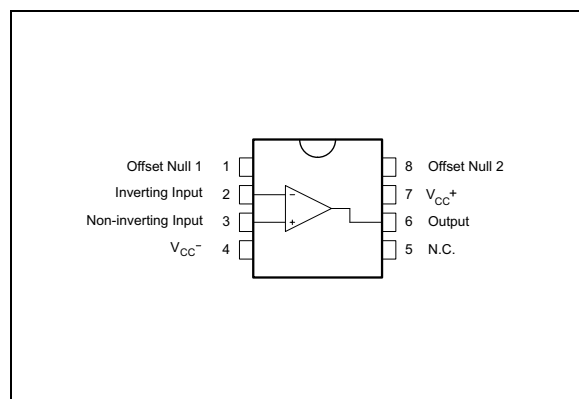 Offset Null 1 1 8 Offset Null 2
Inverting Input 2 − 7 VCC+
Non-inverting Input 3 + 6 Output
VCC− 4 5 N.C.